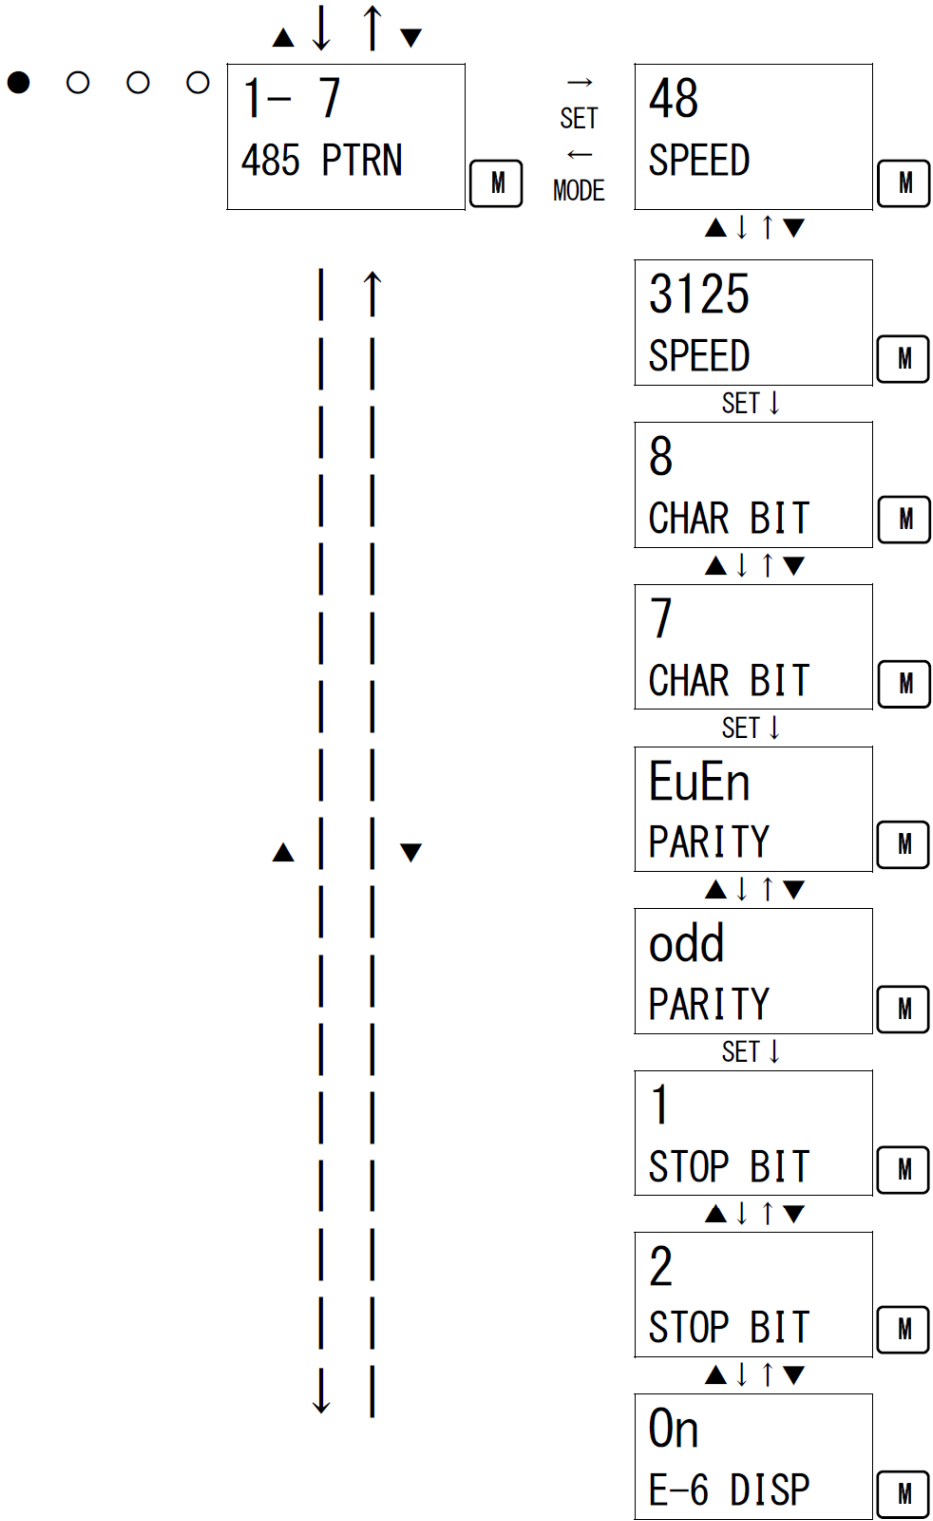 ▲ ↓ ↑ ▼
● ○ ○ ○
1- 7
485 PTRN
M
→
SET
←
MODE
48
SPEED
M
▲↓↑▼
3125
SPEED
M
SET↓
8
CHAR BIT
M
▲↓↑▼
7
CHAR BIT
M
SET↓
EuEn
PARITY
M
▲↓↑▼
odd
PARITY
M
SET↓
1
STOP BIT
M
▲↓↑▼
2
STOP BIT
M
▲↓↑▼
On
E-6 DISP
M
▲ ▼